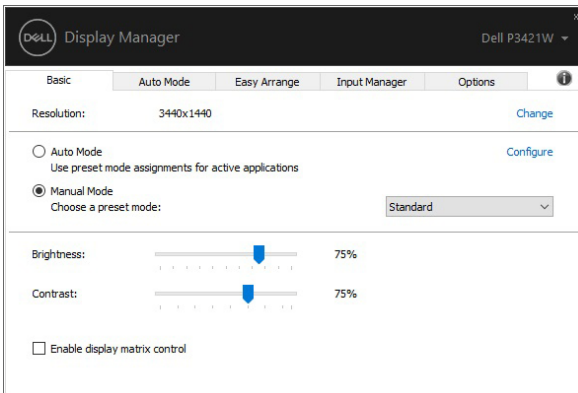 DELL Display Manager Dell P3421W
Basic Auto Mode Easy Arrange Input Manager Options
Resolution: 3440x1440 Change
Auto Mode Configure
Use preset mode assignments for active applications
Manual Mode
Choose a preset mode: Standard
Brightness: 75%
Contrast: 75%
Enable display matrix control